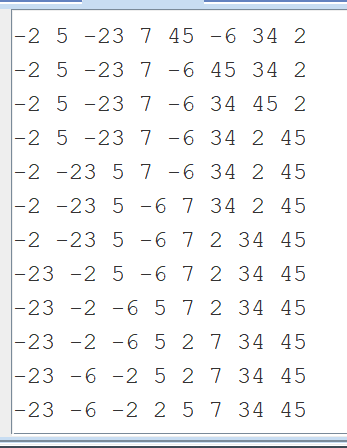 -2 5 -23 7 45 -6 34 2
-2 5 -23 7 -6 45 34 2
-2 5 -23 7 -6 34 45 2
-2 5 -23 7 -6 34 2 45
-2 -23 5 7 -6 34 2 45
-2 -23 5 -6 7 34 2 45
-2 -23 5 -6 7 2 34 45
-23 -2 5 -6 7 2 34 45
-23 -2 -6 5 7 2 34 45
-23 -2 -6 5 2 7 34 45
-23 -6 -2 5 2 7 34 45
-23 -6 -2 2 5 7 34 45